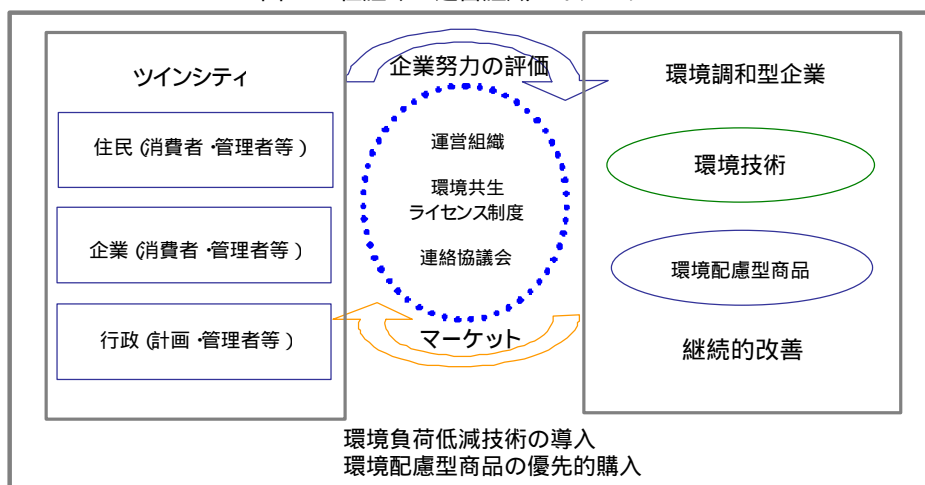 ツインシティ
住民(消費者・管理者等)
企業(消費者・管理者等)
行政(計画・管理者等)
企業努力の評価
運営組織
環境共生
ライセンス制度
連絡協議会
マーケット
環境調和型企業
環境技術
環境配慮型商品
継続的改善
環境負荷低減技術の導入
環境配慮型商品の優先的購入